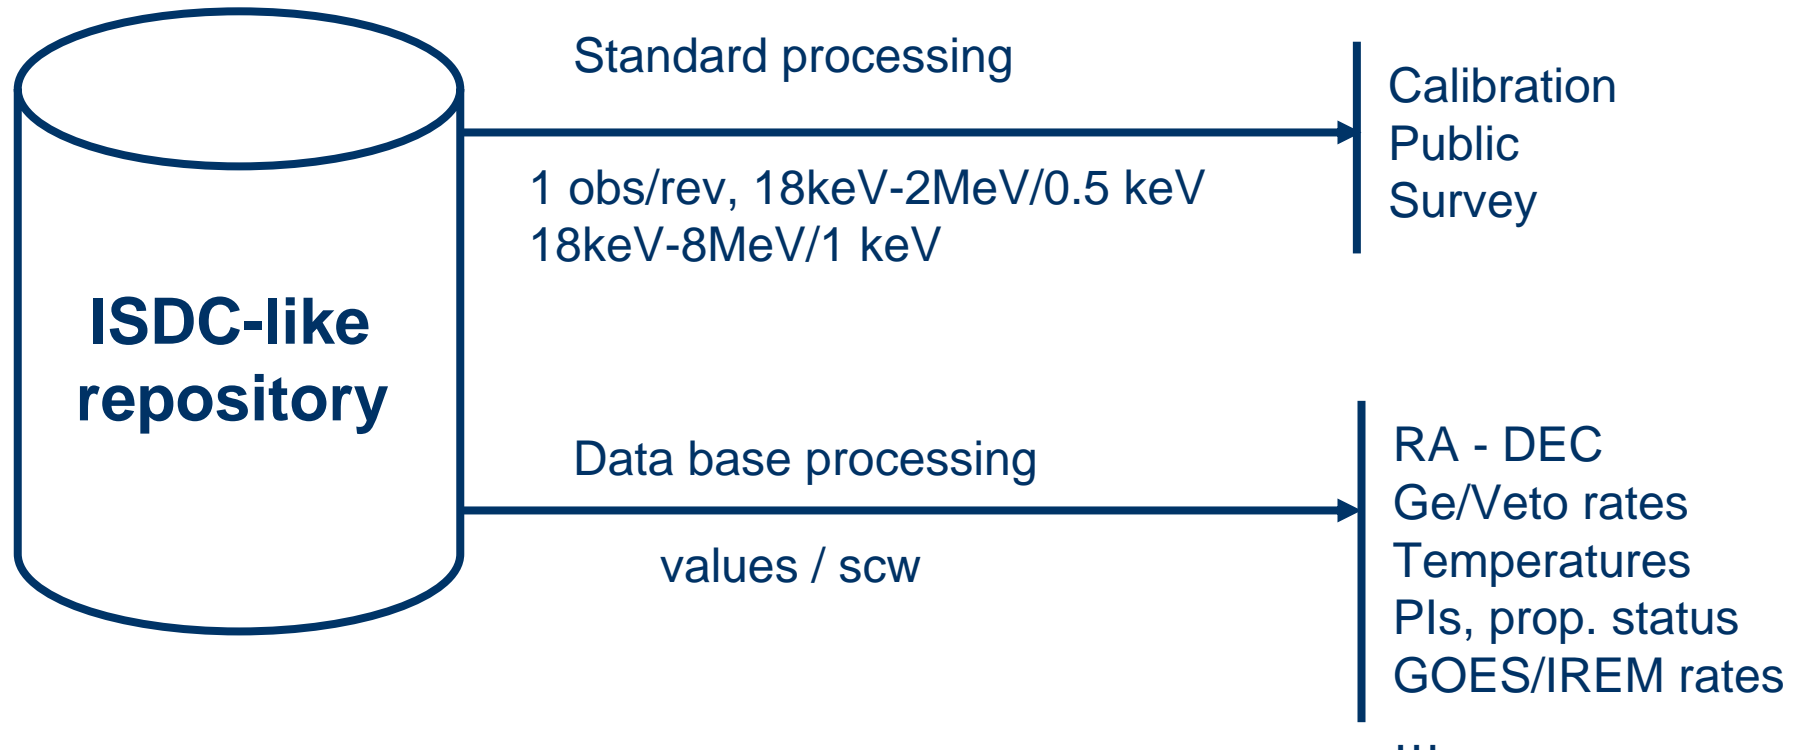 Standard processing
1 obs/rev, 18keV-2MeV/0.5 keV
18keV-8MeV/1 keV
Calibration
Public
Survey
ISDC-like
repository
Data base processing
values / scw
RA - DEC
Ge/Veto rates
Temperatures
PIs, prop. status
GOES/IREM rates
...